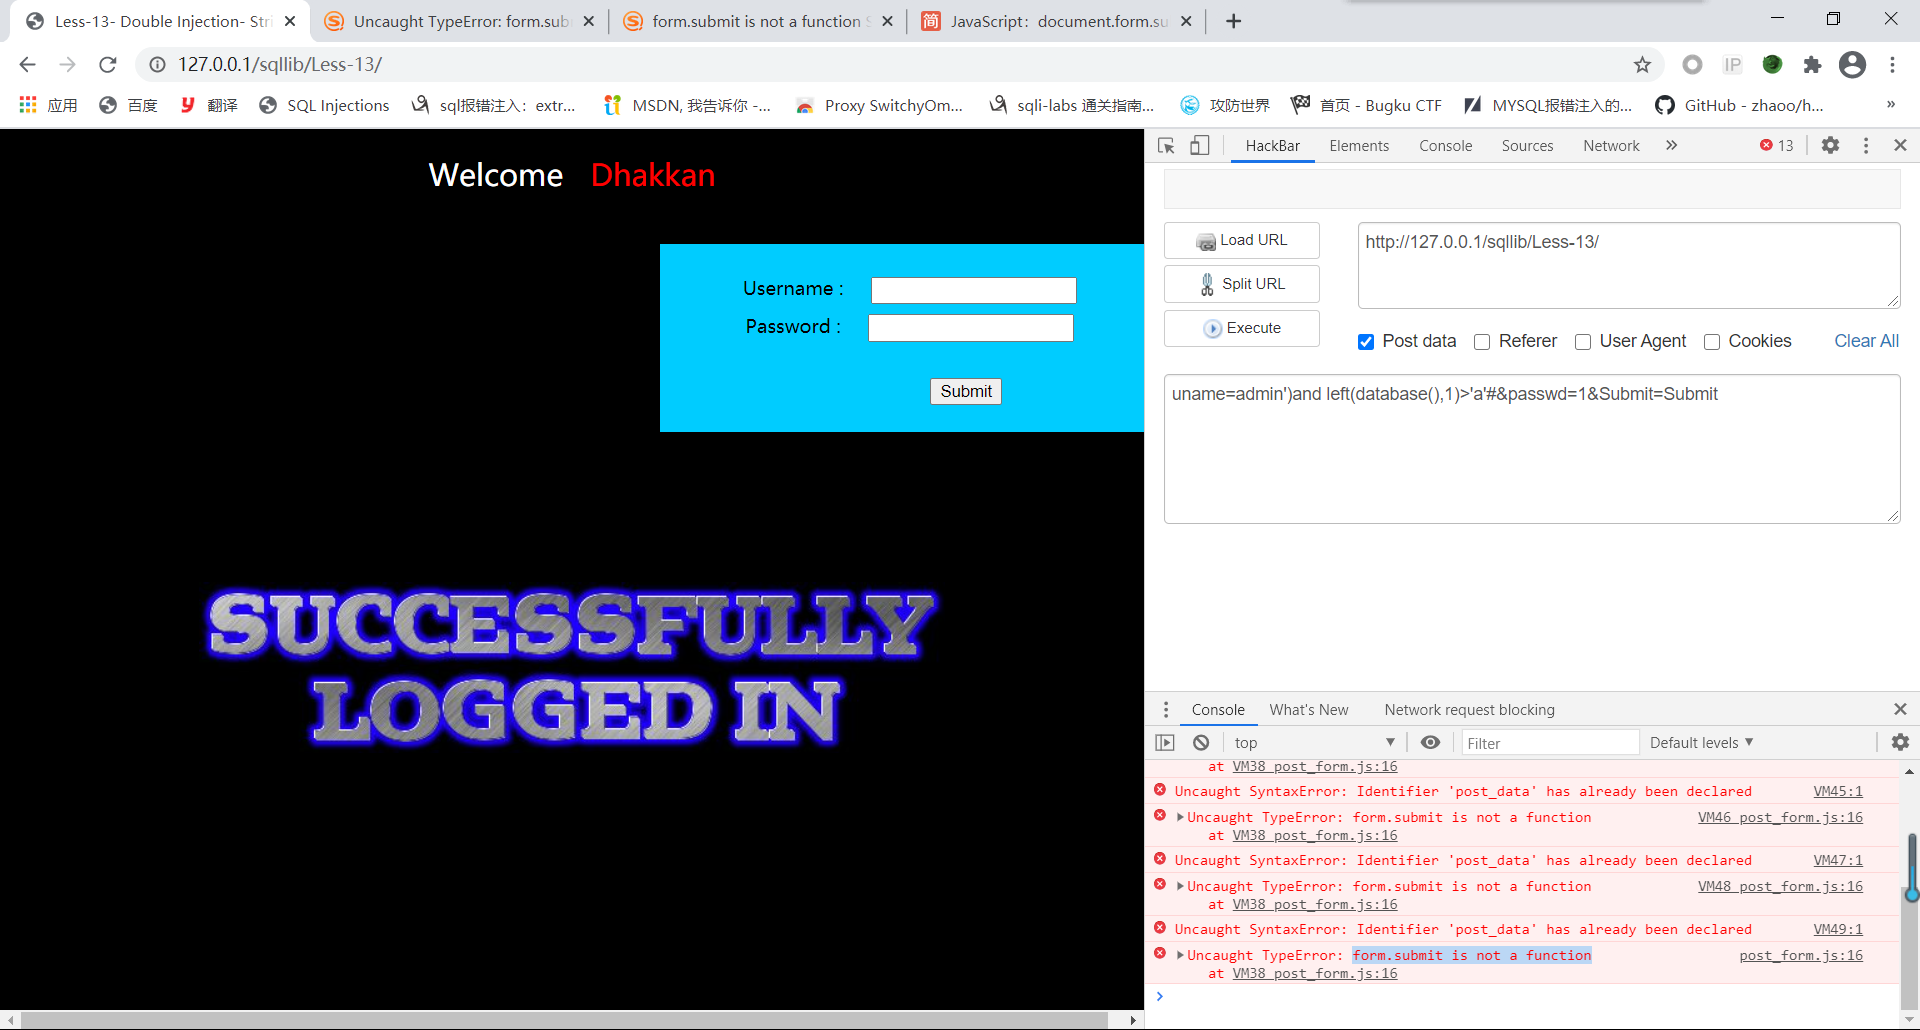 Less-13- Double Injection- Stri
Uncaught TypeError: form.sub
form.submit is not a function S
简 JavaScript：document.form.su
127.0.0.1/sqllib/Less-13/
IP
应用
百度
翻译
SQL Injections
sql报错注入：extr...
MSDN, 我告诉你 -...
Proxy SwitchyOm...
sqli-labs 通关指南...
攻防世界
首页 - Bugku CTF
MYSQL报错注入的...
GitHub - zhaoo/h...
»
Welcome Dhakkan
Username :
Password :
Submit
SUCCESSFULLY
LOGGED IN
HackBar Elements Console Sources Network » 13
Load URL
Split URL
Execute
http://127.0.0.1/sqllib/Less-13/
Post data Referer User Agent Cookies Clear All
uname=admin')and left(database(),1)>'a'#&passwd=1&Submit=Submit
Console What's New Network request blocking
top Filter Default levels
at VM38 post_form.js:16
Uncaught SyntaxError: Identifier 'post_data' has already been declared VM45:1
Uncaught TypeError: form.submit is not a function VM46 post_form.js:16
at VM38 post_form.js:16
Uncaught SyntaxError: Identifier 'post_data' has already been declared VM47:1
Uncaught TypeError: form.submit is not a function VM48 post_form.js:16
at VM38 post_form.js:16
Uncaught SyntaxError: Identifier 'post_data' has already been declared VM49:1
Uncaught TypeError: form.submit is not a function post_form.js:16
at VM38 post_form.js:16